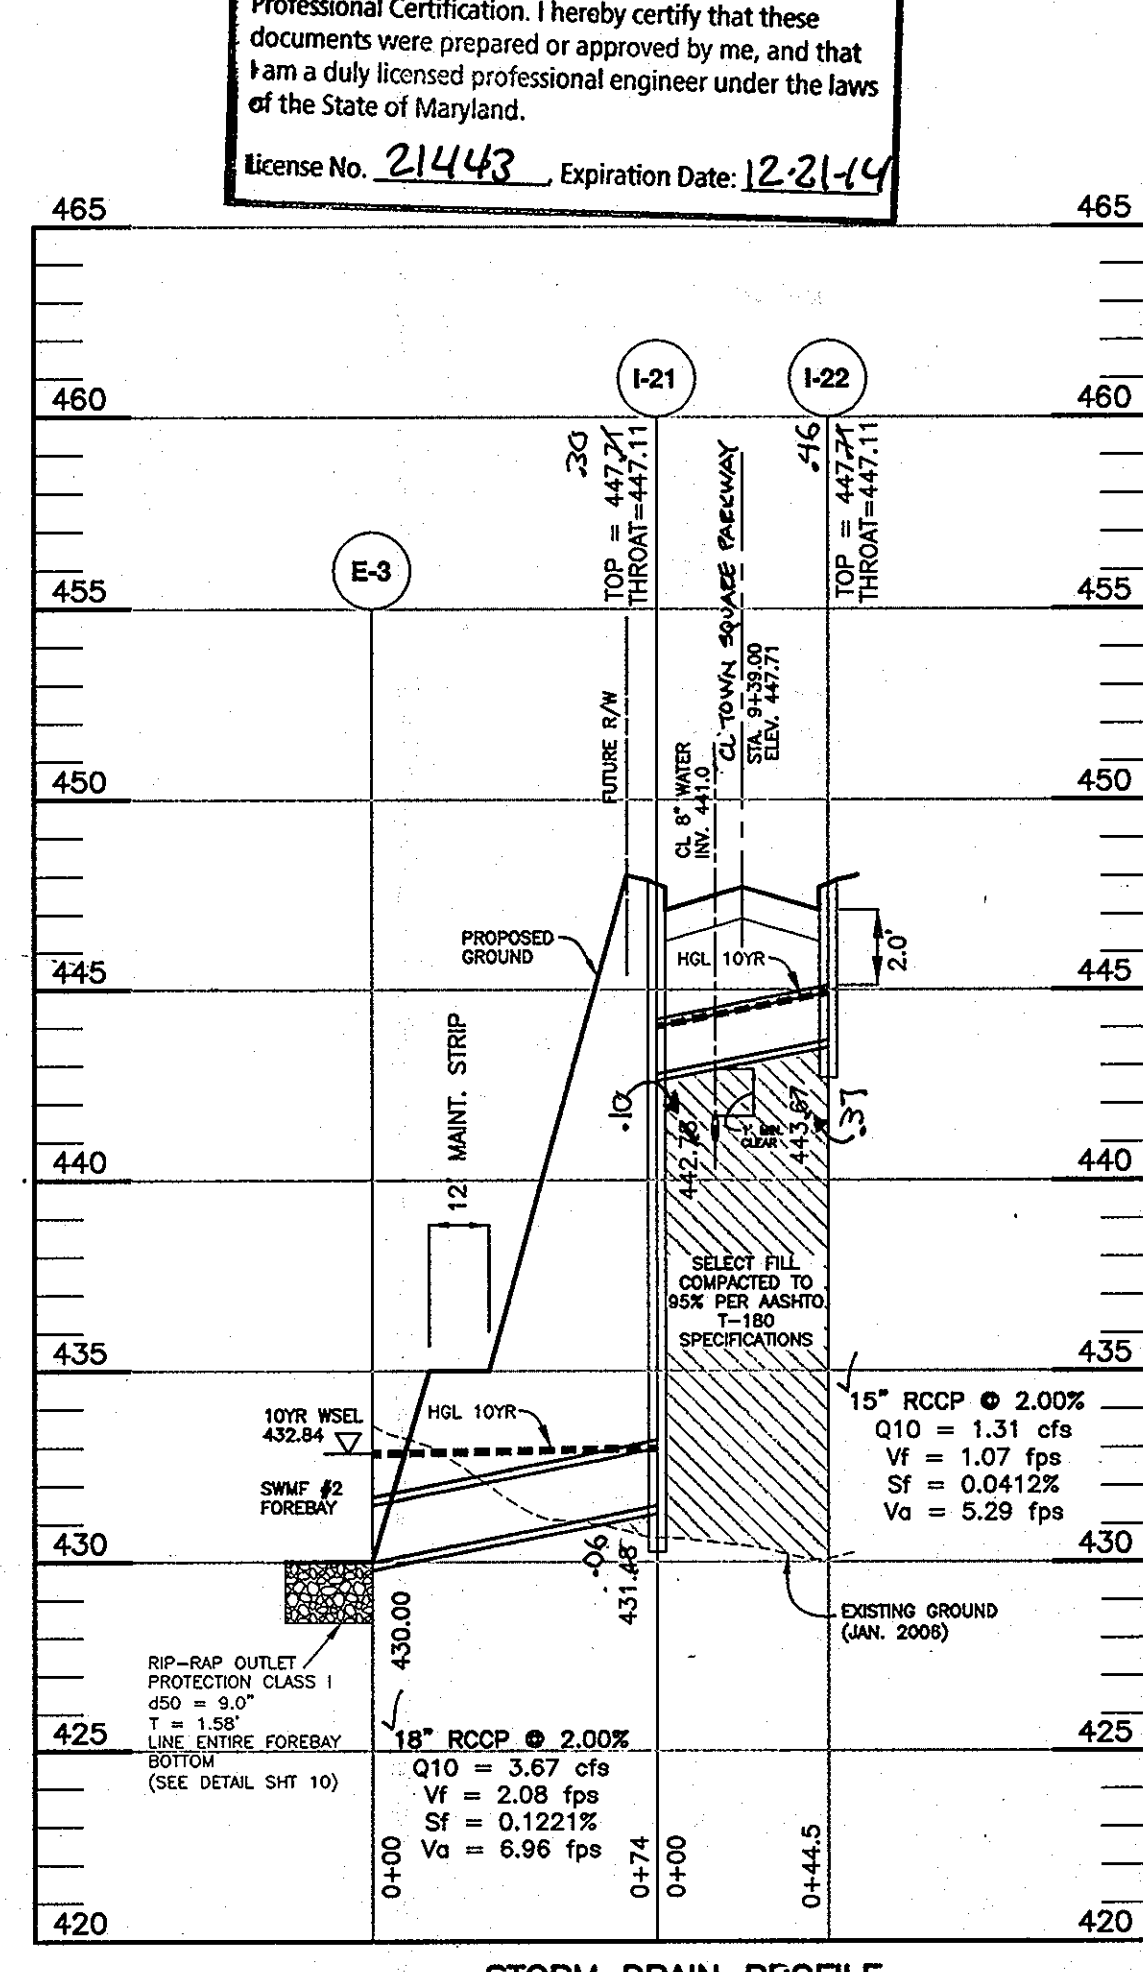 Professional Certification. I hereby certify that these
documents were prepared or approved by me, and that
I am a duly licensed professional engineer under the laws
of the State of Maryland.
License No. 21443 , Expiration Date: 12·21-14
465 465
I-21 I-22
460 460
.30
TOP = 447.71
THROAT=447.11
.46
TOP = 447.71
THROAT=447.11
E-3
455 455
CL TOWN SQUARE PARKWAY
STA. 9+39.00
ELEV. 447.71
FUTURE R/W
CL 8" WATER
INV. 441.0
450 450
PROPOSED
GROUND
HGL 10YR
2.0'
445 445
12' MAINT. STRIP
.10
442.78
1' MIN.
CLEAR
443.67
.37
440 440
SELECT FILL
COMPACTED TO
95% PER AASHTO
T-180
SPECIFICATIONS
435 435
10YR WSEL
432.84
HGL 10YR
15" RCCP @ 2.00%
Q10 = 1.31 cfs
Vf = 1.07 fps
Sf = 0.0412%
Va = 5.29 fps
SWMF #2
FOREBAY
430 430
.06
431.48
430.00
EXISTING GROUND
(JAN. 2006)
RIP-RAP OUTLET
PROTECTION CLASS I
d50 = 9.0"
T = 1.58'
LINE ENTIRE FOREBAY
BOTTOM
(SEE DETAIL SHT 10)
425 425
18" RCCP @ 2.00%
Q10 = 3.67 cfs
Vf = 2.08 fps
Sf = 0.1221%
Va = 6.96 fps
0+00
0+74
0+00
0+44.5
420 420
STORM DRAIN PROFILE